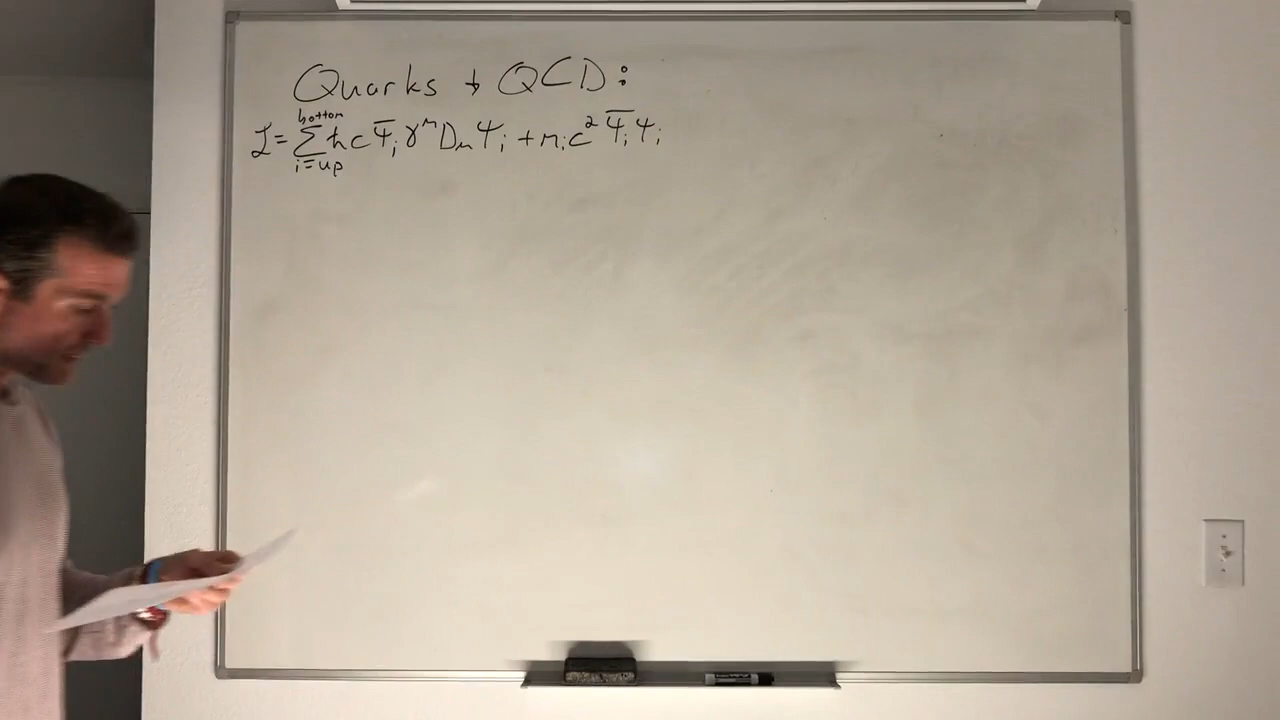 Quarks + QCD:
bottom
ℒ = ∑ ħc Ψ̄ᵢ γ^μ D_μ Ψᵢ + mᵢc² Ψ̄ᵢ Ψᵢ
i=up